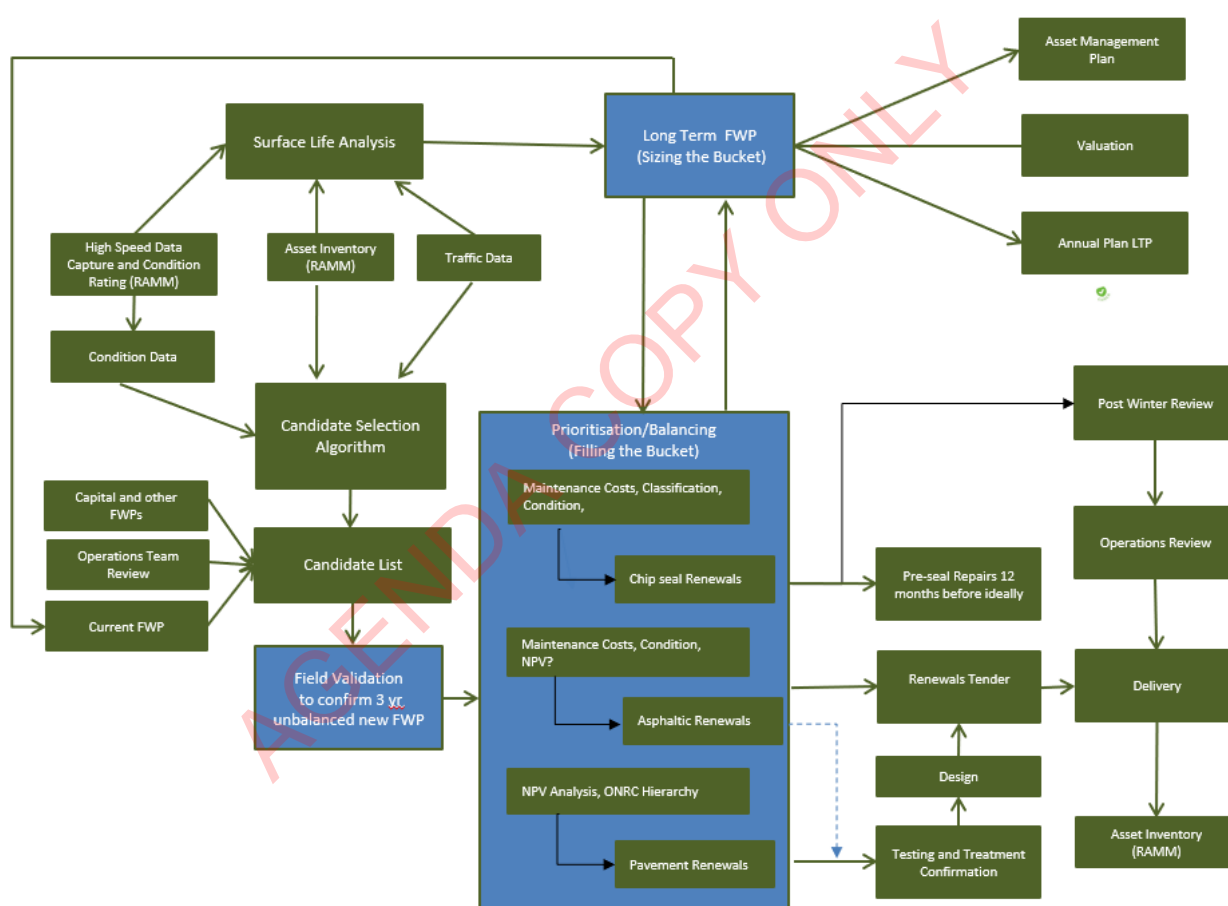 Asset Management
Plan
Long Term FWP
(Sizing the Bucket)
Surface Life Analysis
Valuation
Annual Plan LTP
High Speed Data
Capture and Condition
Rating (RAMM)
Asset Inventory
(RAMM)
Traffic Data
Condition Data
Candidate Selection
Algorithm
Post Winter Review
Prioritisation/Balancing
(Filling the Bucket)
Maintenance Costs, Classification,
Condition,
Chip seal Renewals
Capital and other
FWPs
Operations Team
Review
Current FWP
Candidate List
Operations Review
Pre-seal Repairs 12
months before ideally
Field Validation
to confirm 3 yr
unbalanced new FWP
Maintenance Costs, Condition,
NPV?
Asphaltic Renewals
Renewals Tender
Delivery
Design
NPV Analysis, ONRC Hierarchy
Pavement Renewals
Testing and Treatment
Confirmation
Asset Inventory
(RAMM)
AGENDA COPY ONLY